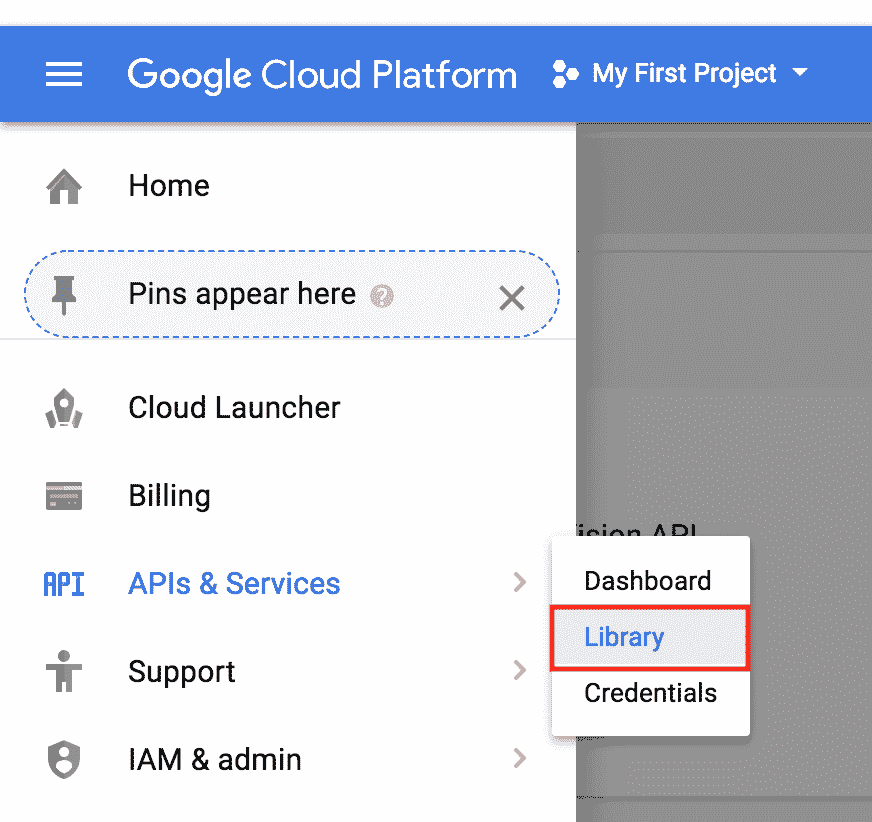 Google Cloud Platform My First Project
Home
Pins appear here ?
Cloud Launcher
Billing
ision API
API APIs & Services
Dashboard
Library
Credentials
Support
IAM & admin